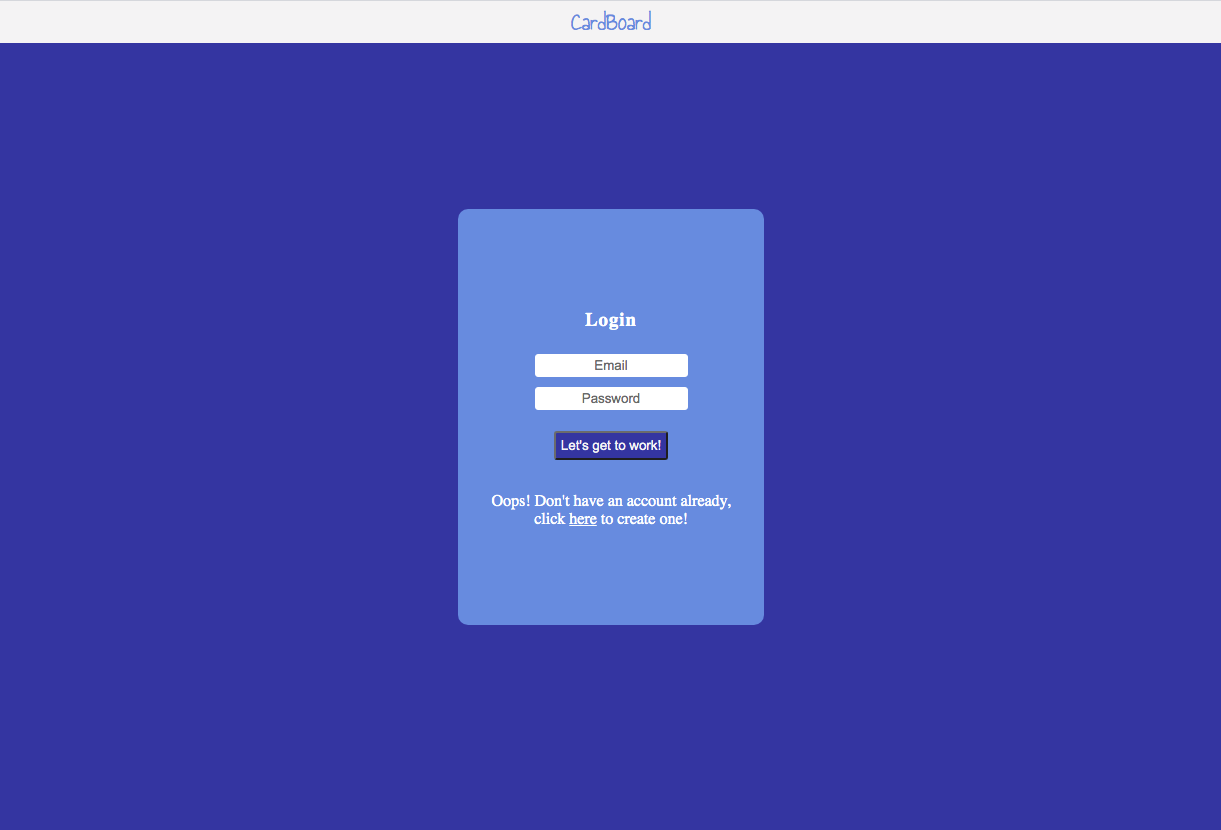 CardBoard
Login
Email
Password
Let's get to work!
Oops! Don't have an account already,
click here to create one!